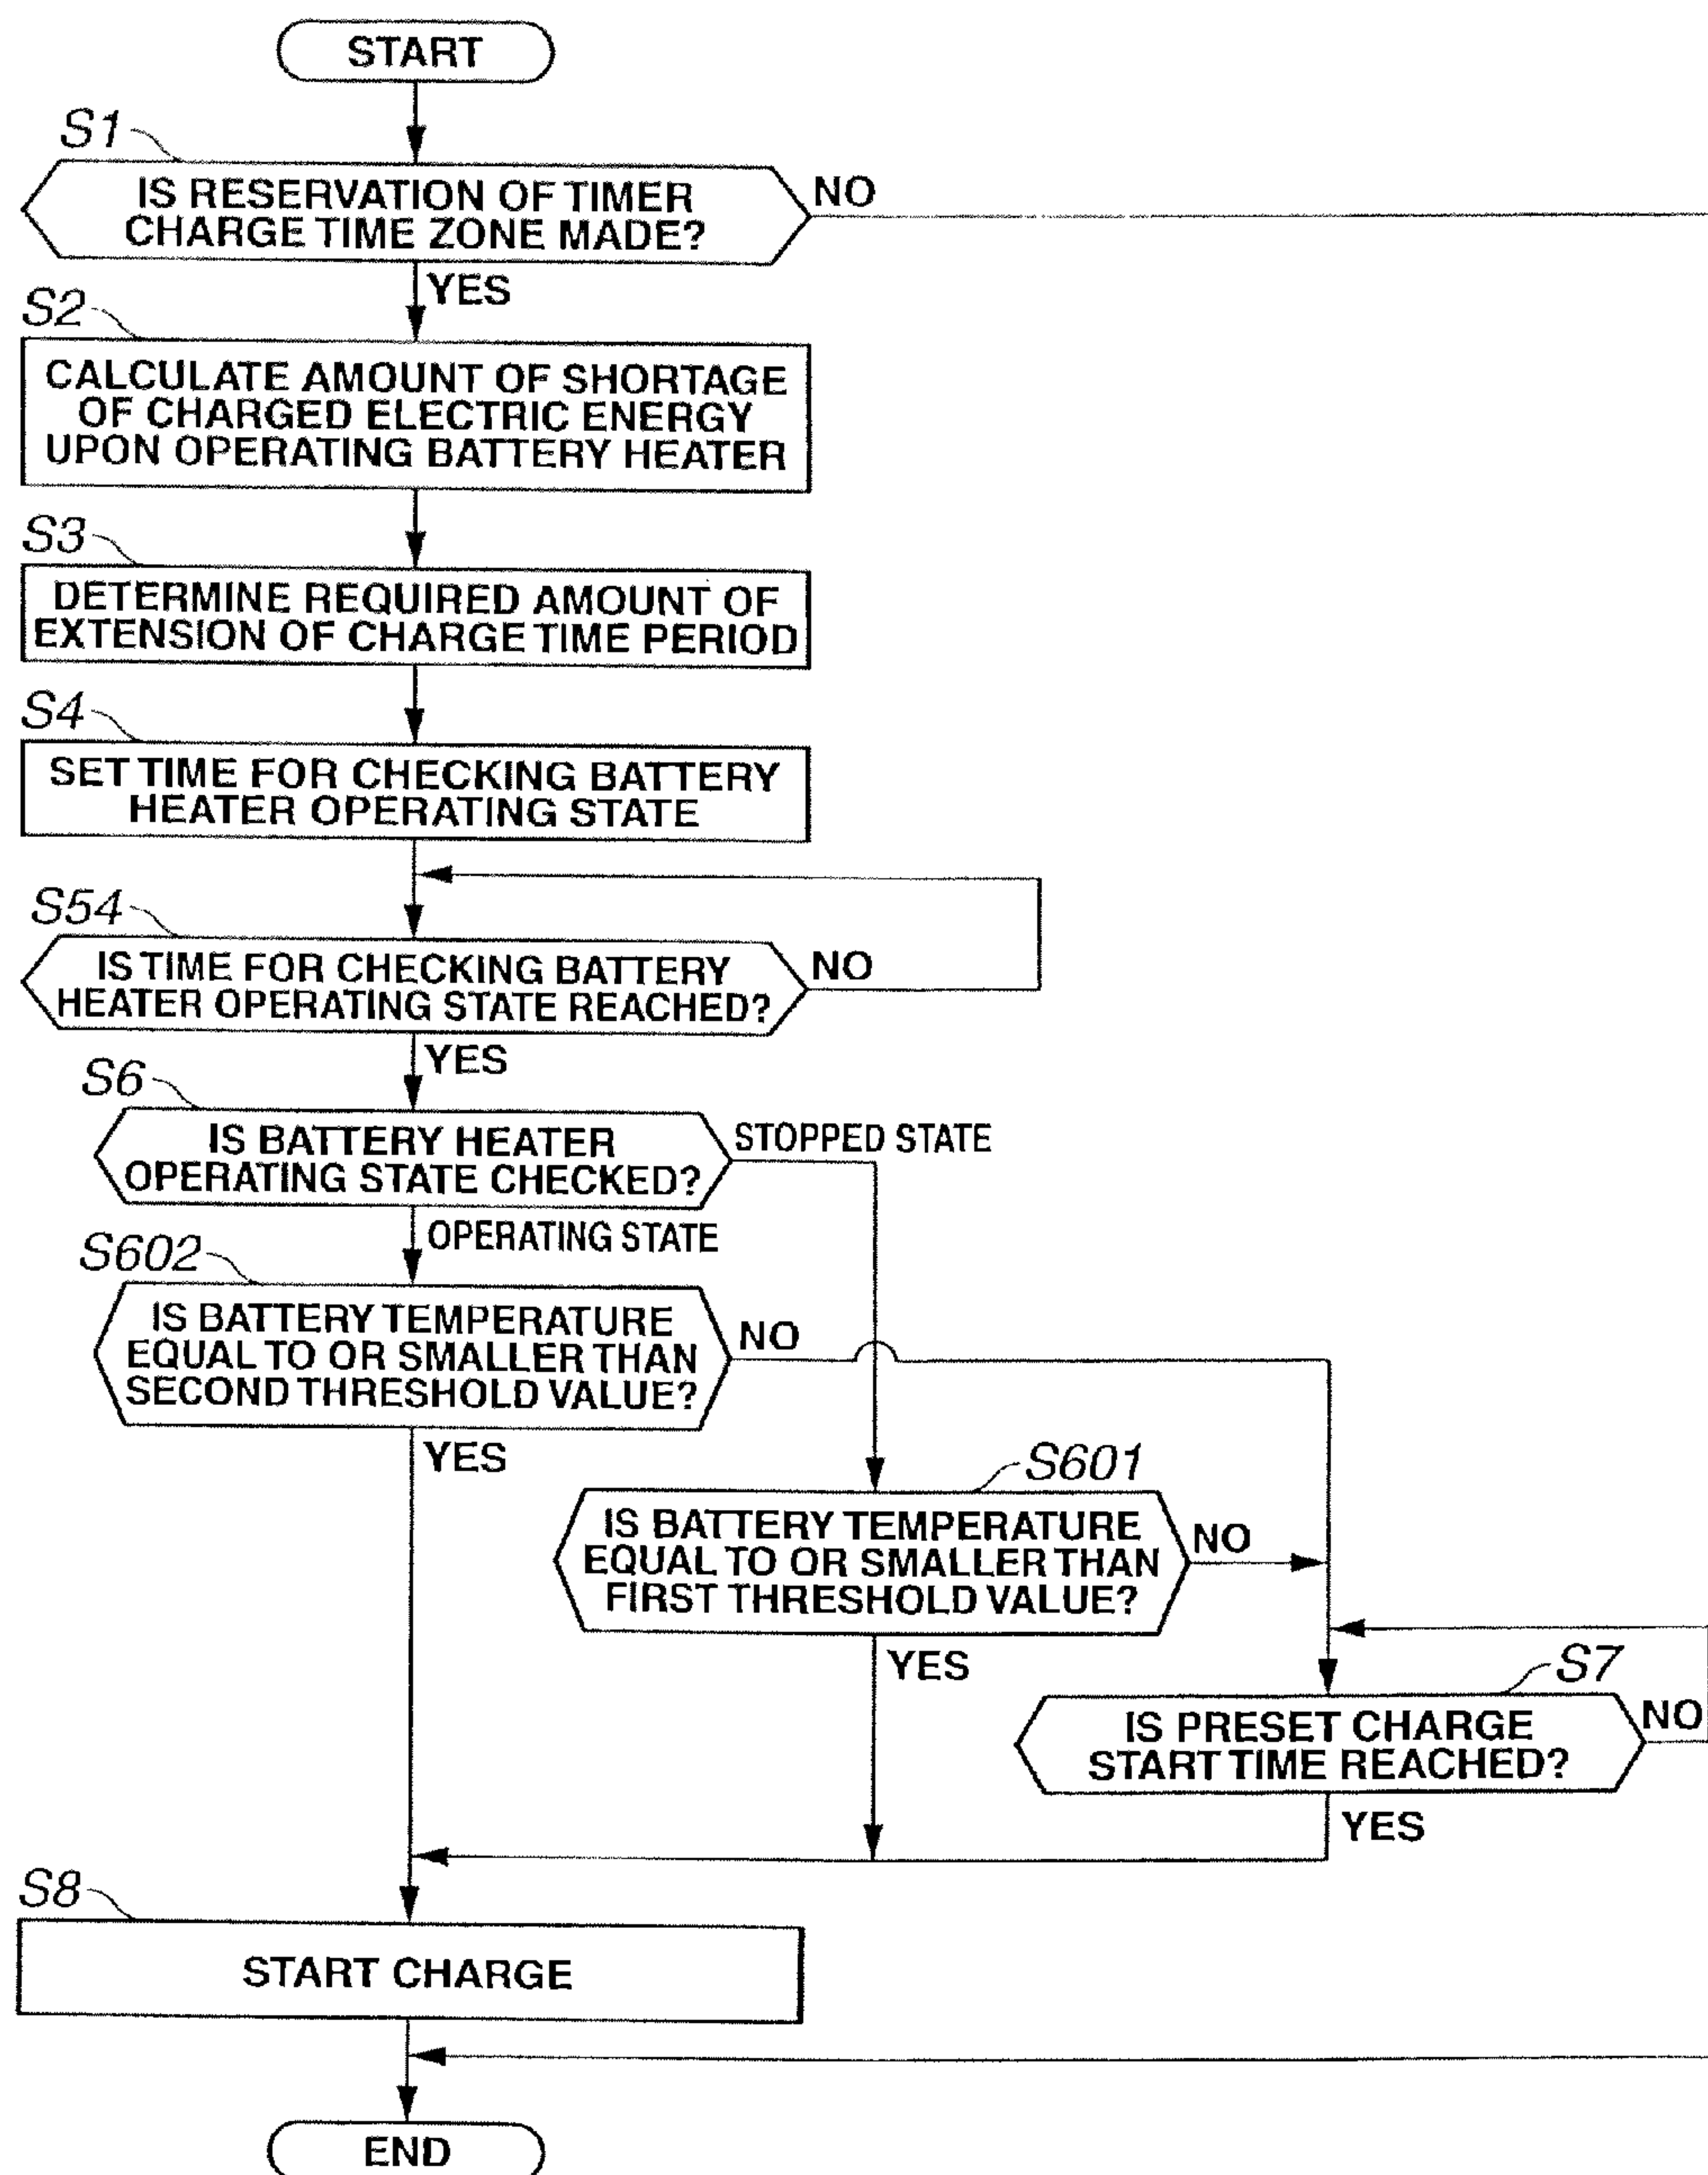 START
S1
IS RESERVATION OF TIMER
CHARGE TIME ZONE MADE?
NO
YES
S2
CALCULATE AMOUNT OF SHORTAGE
OF CHARGED ELECTRIC ENERGY
UPON OPERATING BATTERY HEATER
S3
DETERMINE REQUIRED AMOUNT OF
EXTENSION OF CHARGE TIME PERIOD
S4
SET TIME FOR CHECKING BATTERY
HEATER OPERATING STATE
S54
IS TIME FOR CHECKING BATTERY
HEATER OPERATING STATE REACHED?
NO
YES
S6
IS BATTERY HEATER
OPERATING STATE CHECKED?
STOPPED STATE
OPERATING STATE
S602
IS BATTERY TEMPERATURE
EQUAL TO OR SMALLER THAN
SECOND THRESHOLD VALUE?
NO
YES
S601
IS BATTERY TEMPERATURE
EQUAL TO OR SMALLER THAN
FIRST THRESHOLD VALUE?
NO
YES
S7
IS PRESET CHARGE
START TIME REACHED?
NO
YES
S8
START CHARGE
END